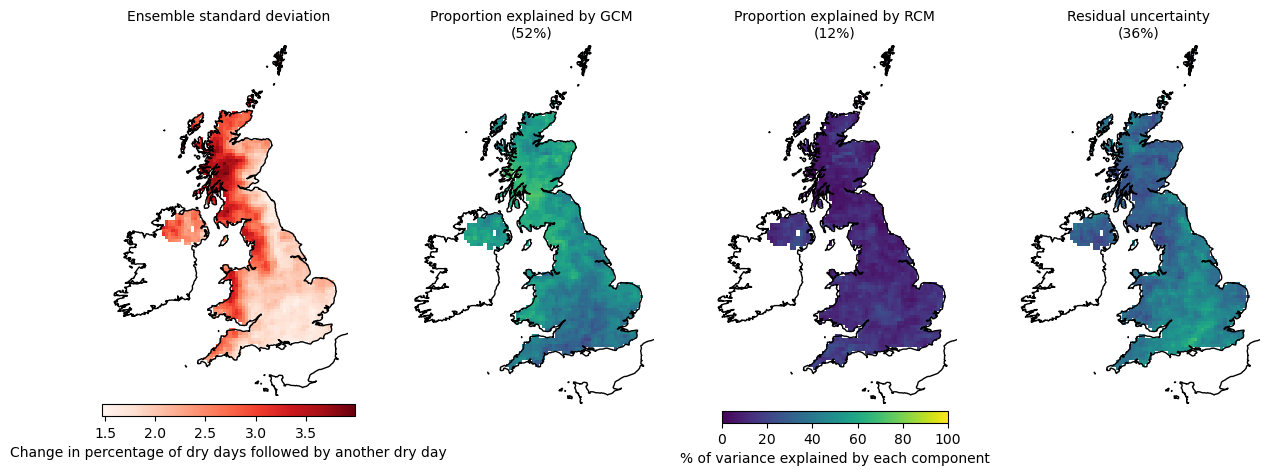 Ensemble standard deviation
Proportion explained by GCM
(52%)
Proportion explained by RCM
(12%)
Residual uncertainty
(36%)
1.5 2.0 2.5 3.0 3.5
Change in percentage of dry days followed by another dry day
0 20 40 60 80 100
% of variance explained by each component